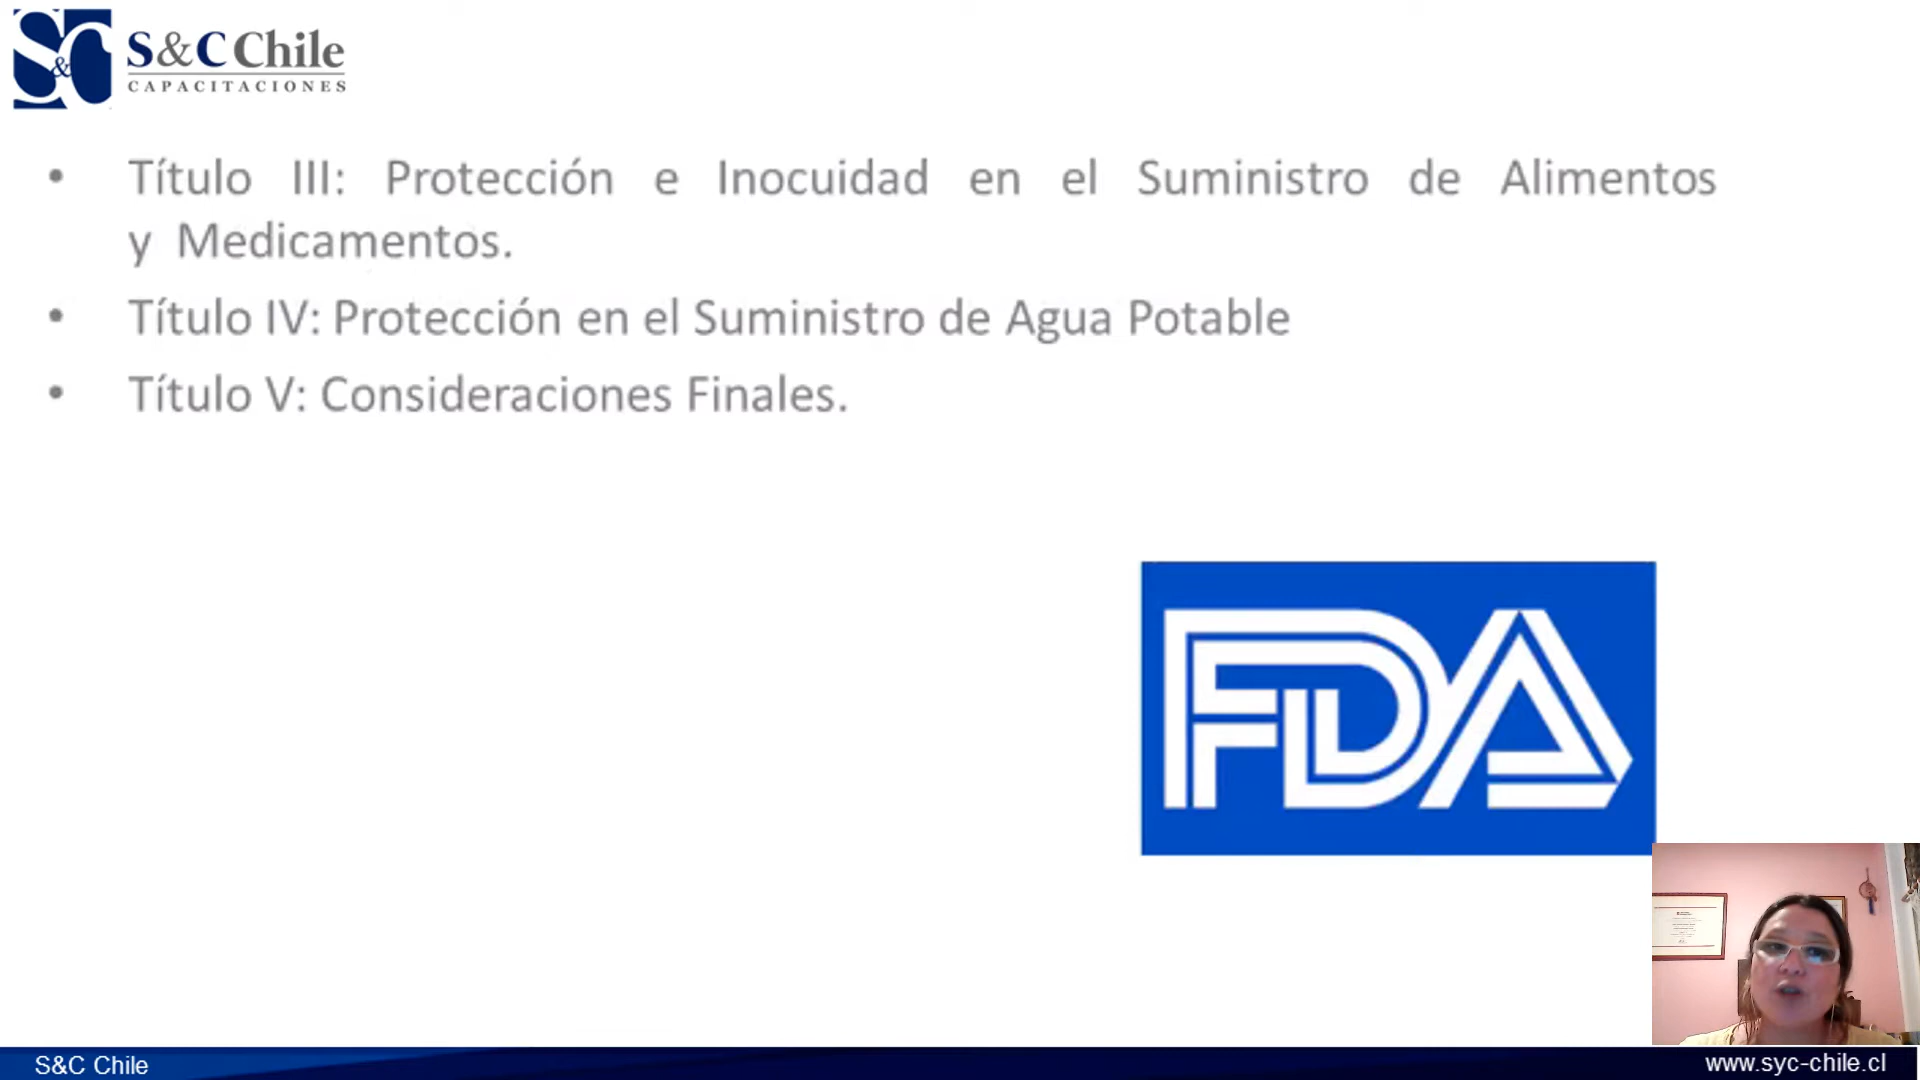 S&C
S&C Chile
CAPACITACIONES
• Título III: Protección e Inocuidad en el Suministro de Alimentos
y Medicamentos.
• Título IV: Protección en el Suministro de Agua Potable
• Título V: Consideraciones Finales.
FDA
S&C Chile
www.syc-chile.cl